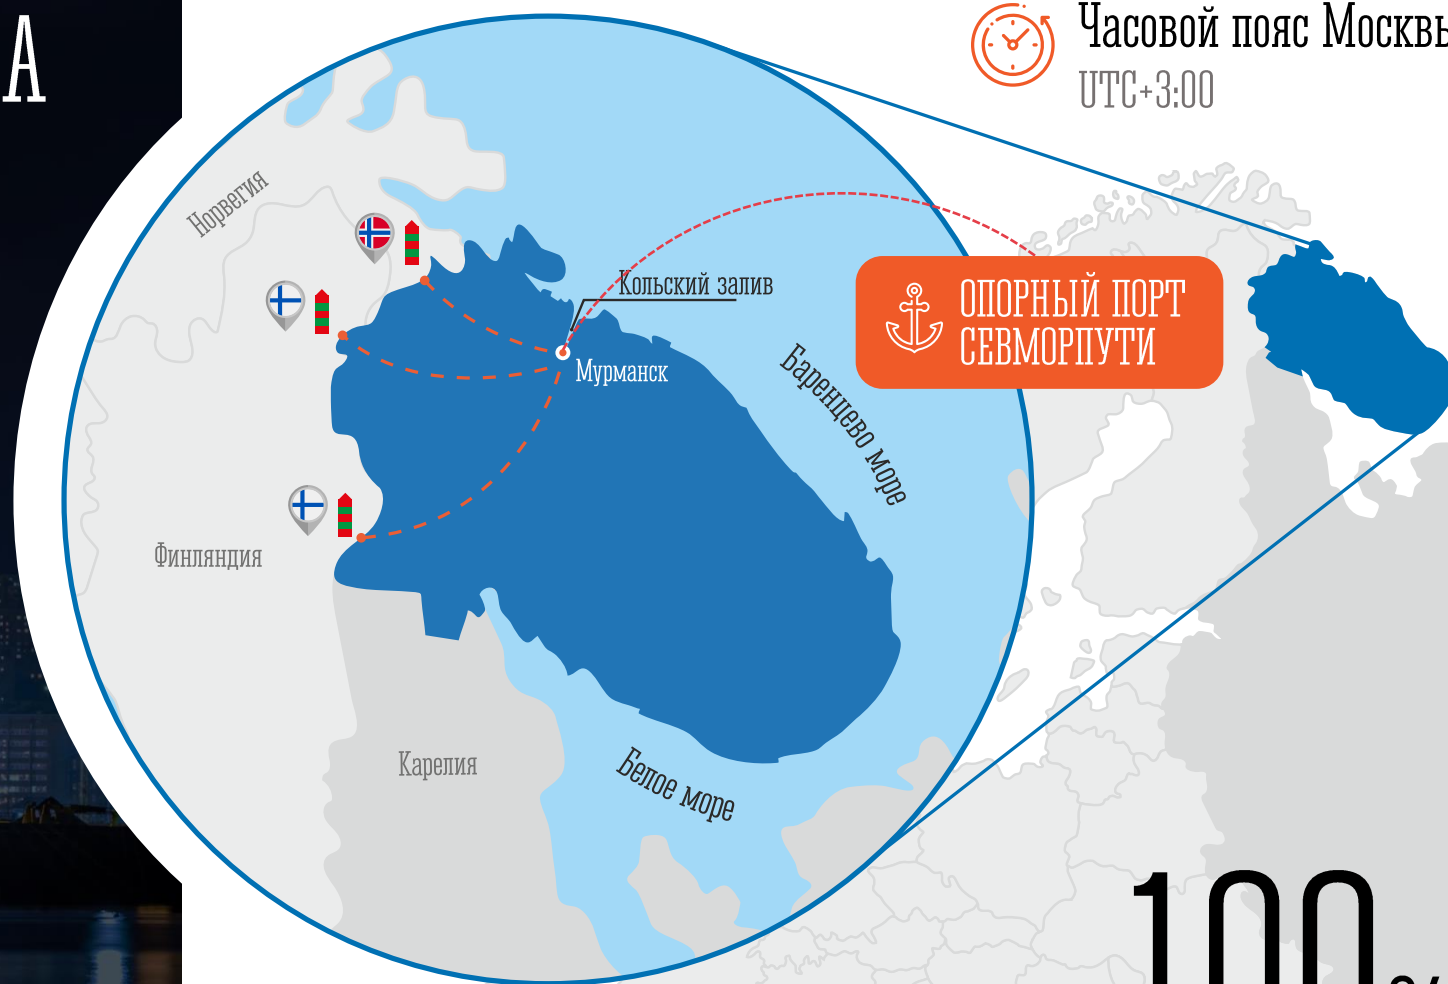 А
Часовой пояс Москвы
UTC+3:00
Норвегия
Кольский залив
ОПОРНЫЙ ПОРТ
СЕВМОРПУТИ
Мурманск
Баренцево море
Финляндия
Карелия
Белое море
100%